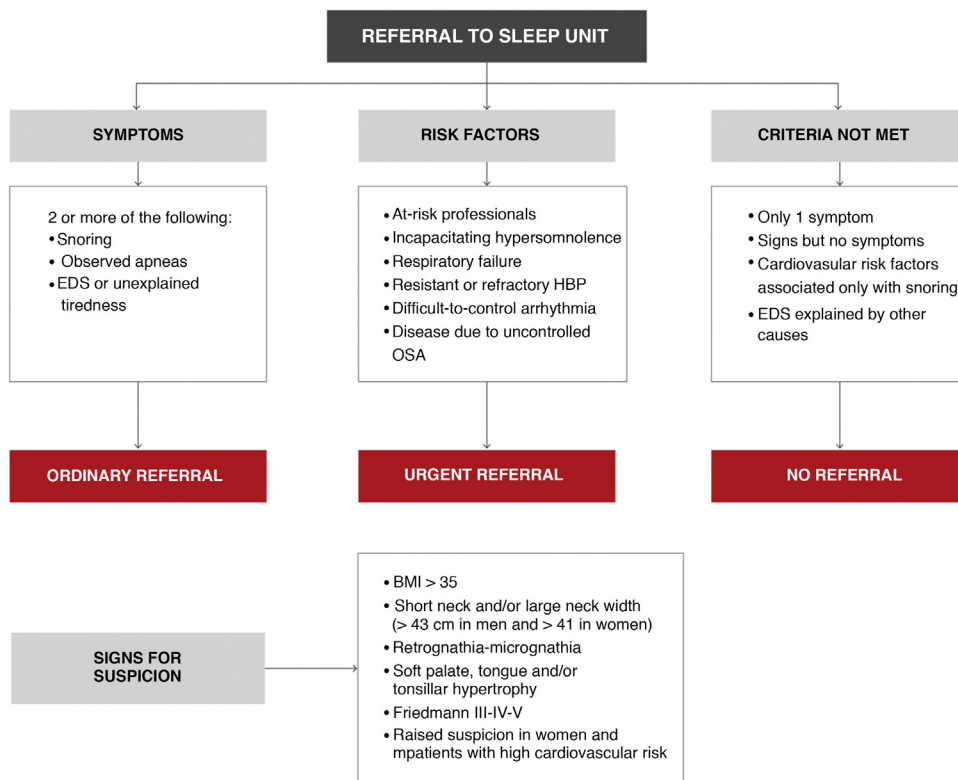 REFERRAL TO SLEEP UNIT
SYMPTOMS
2 or more of the following:
• Snoring
• Observed apneas
• EDS or unexplained
tiredness
ORDINARY REFERRAL
RISK FACTORS
• At-risk professionals
• Incapacitating hypersomnolence
• Respiratory failure
• Resistant or refractory HBP
• Difficult-to-control arrhythmia
• Disease due to uncontrolled
OSA
URGENT REFERRAL
CRITERIA NOT MET
• Only 1 symptom
• Signs but no symptoms
• Cardiovasular risk factors
associated only with snoring
• EDS explained by other
causes
NO REFERRAL
SIGNS FOR
SUSPICION
• BMI > 35
• Short neck and/or large neck width
(> 43 cm in men and > 41 in women)
• Retrognathia-micrognathia
• Soft palate, tongue and/or
tonsillar hypertrophy
• Friedmann III-IV-V
• Raised suspicion in women and
mpatients with high cardiovascular risk